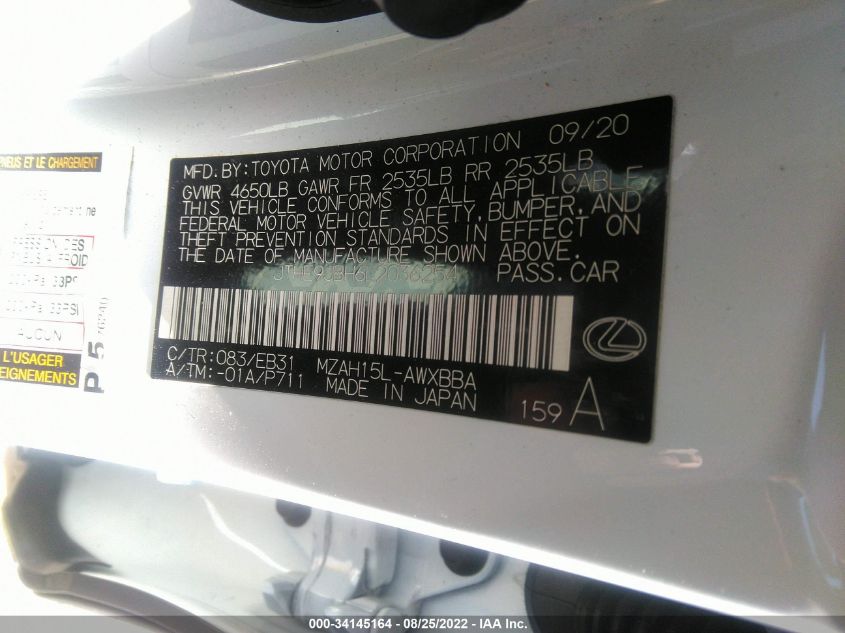 PNEUS ET LE CHARGEMENT
AUCUN
L'USAGER
EIGNEMENTS
P 5
76240
MFD. BY: TOYOTA MOTOR CORPORATION 09/20
GVWR 4650LB GAWR FR 2535LB RR 2535LB
THIS VEHICLE CONFORMS TO ALL APPLICABLE
FEDERAL MOTOR VEHICLE SAFETY, BUMPER, AND
THEFT PREVENTION STANDARDS IN EFFECT ON
THE DATE OF MANUFACTURE SHOWN ABOVE.
PASS. CAR
C/TR: 083/EB31 MZAH15L-AWXBBA
A/TM: -01A/P711 MADE IN JAPAN
159 A
000-34145164 - 08/25/2022 - IAA Inc.